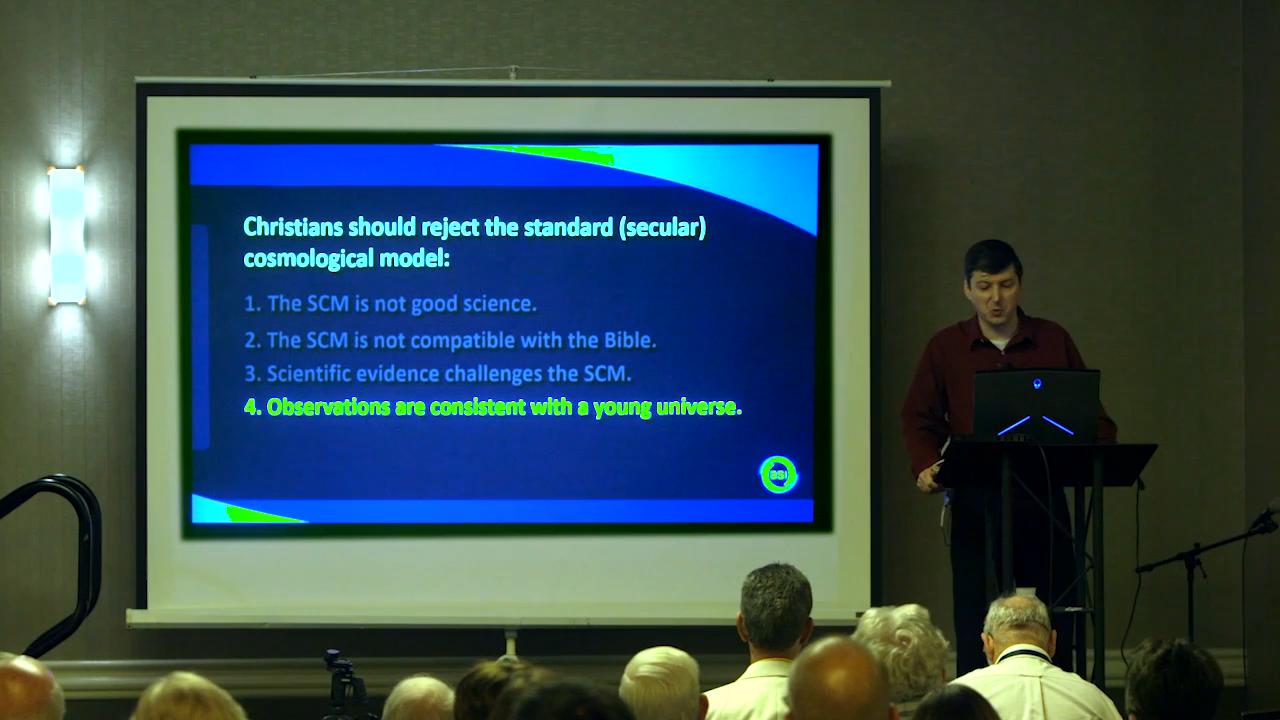 Christians should reject the standard (secular)
cosmological model:
1. The SCM is not good science.
2. The SCM is not compatible with the Bible.
3. Scientific evidence challenges the SCM.
4. Observations are consistent with a young universe.